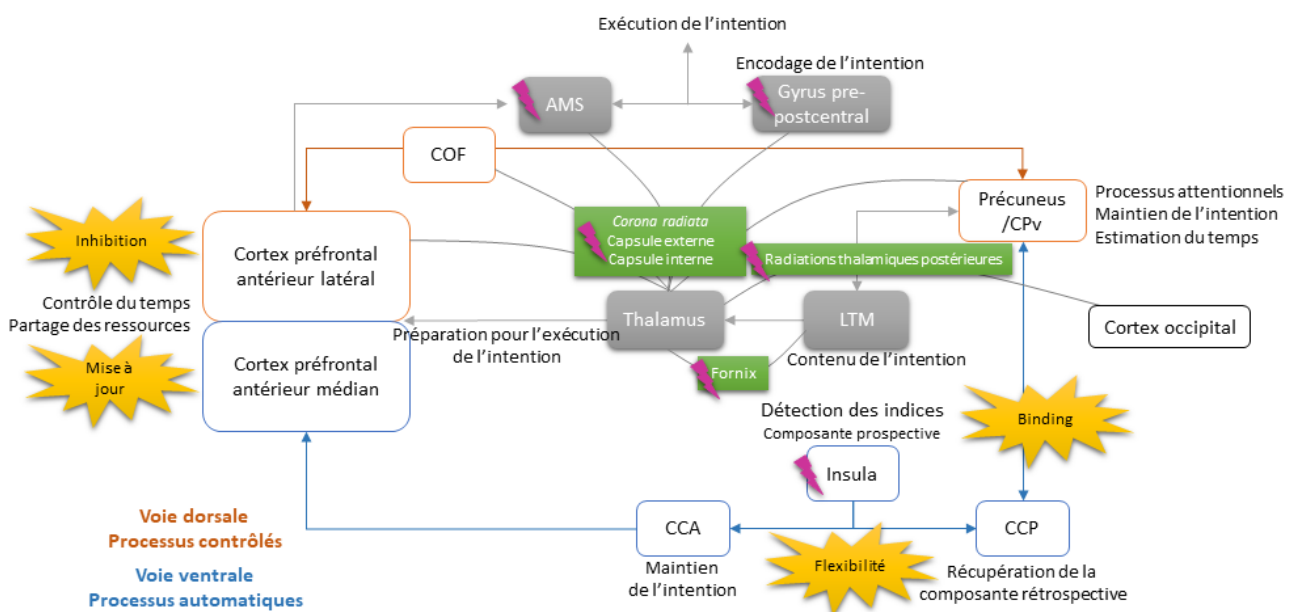 Exécution de l'intention
Encodage de l'intention
AMS
Gyrus pre-
postcentral
COF
Précuneus
/CPv
Processus attentionnels
Maintien de l'intention
Estimation du temps
Corona radiata
Capsule externe
Capsule interne
Radiations thalamiques postérieures
Inhibition
Cortex préfrontal
antérieur latéral
Contrôle du temps
Partage des ressources
Thalamus
LTM
Cortex occipital
Préparation pour l'exécution
de l'intention
Contenu de l'intention
Mise à
jour
Cortex préfrontal
antérieur médian
Fornix
Détection des indices
Composante prospective
Binding
Insula
Voie dorsale
Processus contrôlés
CCA
CCP
Maintien
de l'intention
Flexibilité
Récupération de la
composante rétrospective
Voie ventrale
Processus automatiques